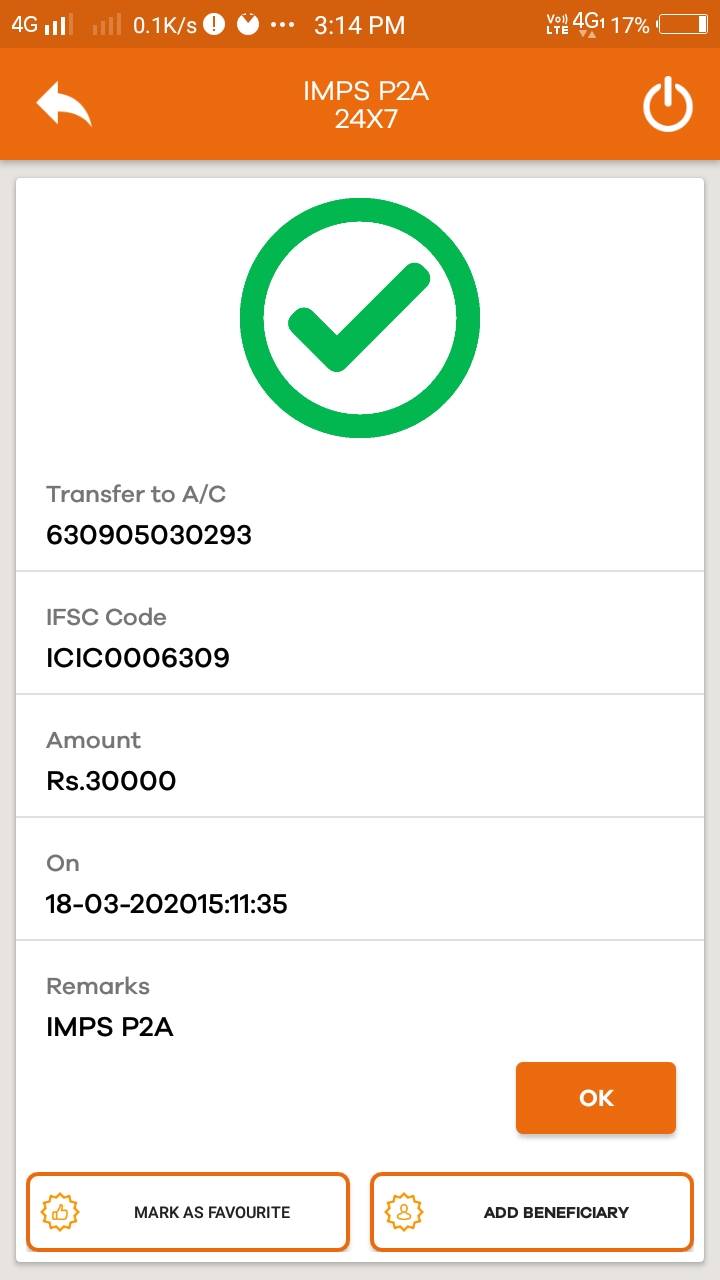 4G 0.1K/s ... 3:14 PM Vo)) LTE 4G1 17%
IMPS P2A
24X7
Transfer to A/C
630905030293
IFSC Code
ICIC0006309
Amount
Rs.30000
On
18-03-202015:11:35
Remarks
IMPS P2A
OK
MARK AS FAVOURITE ADD BENEFICIARY